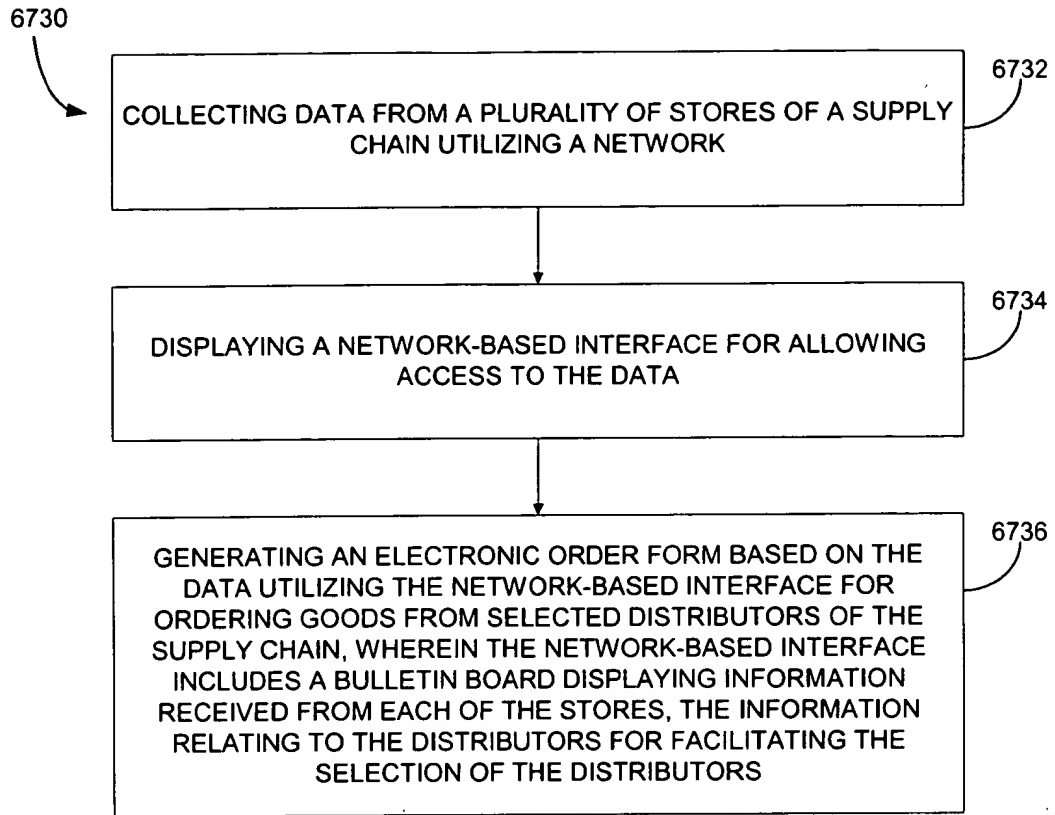 6730
6732
COLLECTING DATA FROM A PLURALITY OF STORES OF A SUPPLY
CHAIN UTILIZING A NETWORK
6734
DISPLAYING A NETWORK-BASED INTERFACE FOR ALLOWING
ACCESS TO THE DATA
6736
GENERATING AN ELECTRONIC ORDER FORM BASED ON THE
DATA UTILIZING THE NETWORK-BASED INTERFACE FOR
ORDERING GOODS FROM SELECTED DISTRIBUTORS OF THE
SUPPLY CHAIN, WHEREIN THE NETWORK-BASED INTERFACE
INCLUDES A BULLETIN BOARD DISPLAYING INFORMATION
RECEIVED FROM EACH OF THE STORES, THE INFORMATION
RELATING TO THE DISTRIBUTORS FOR FACILITATING THE
SELECTION OF THE DISTRIBUTORS